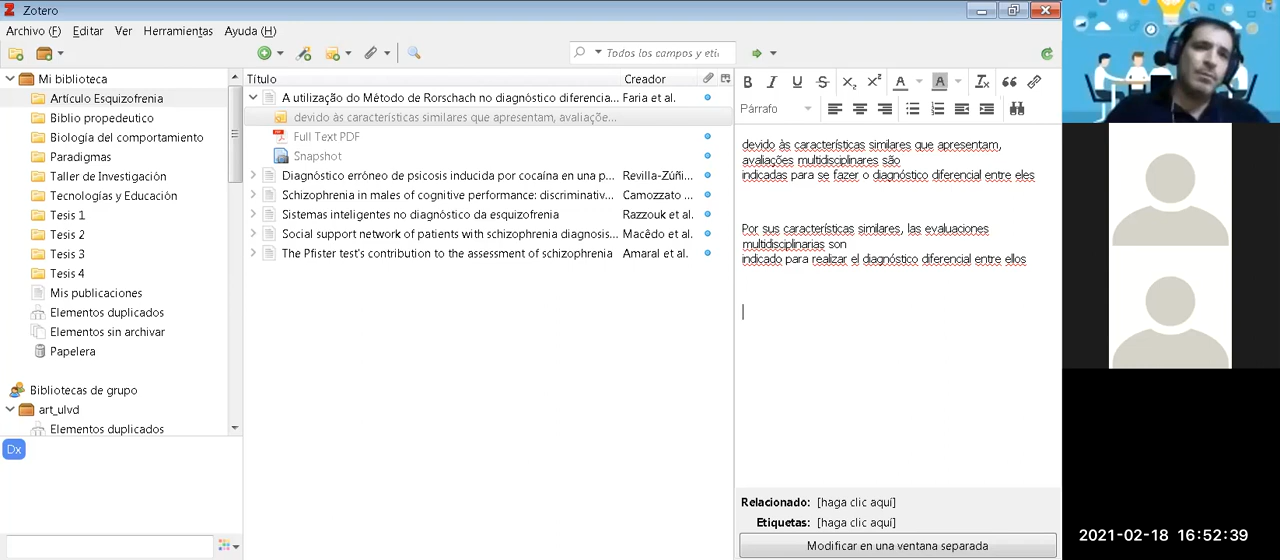 Zotero
Archivo (F) Editar Ver Herramientas Ayuda (H)
Todos los campos y eti
Mi biblioteca
Artículo Esquizofrenia
Biblio propedeutico
Biología del comportamiento
Paradigmas
Taller de Investigación
Tecnologías y Educación
Tesis 1
Tesis 2
Tesis 3
Tesis 4
Mis publicaciones
Elementos duplicados
Elementos sin archivar
Papelera
Bibliotecas de grupo
art_ulvd
Elementos duplicados
Dx
Título Creador
A utilização do Método de Rorschach no diagnóstico diferencia... Faria et al.
devido às características similares que apresentam, avaliaçõe...
Full Text PDF
Snapshot
Diagnóstico erróneo de psicosis inducida por cocaína en una p... Revilla-Zúñi...
Schizophrenia in males of cognitive performance: discriminativ... Camozzato ...
Sistemas inteligentes no diagnóstico da esquizofrenia Razzouk et al.
Social support network of patients with schizophrenia diagnosis... Macêdo et al.
The Pfister test's contribution to the assessment of schizophrenia Amaral et al.
B I U S X₂ X² A A Tx
Párrafo
devido às características similares que apresentam,
avaliações multidisciplinares são
indicadas para se fazer o diagnóstico diferencial entre eles
Por sus características similares, las evaluaciones
multidisciplinarias son
indicado para realizar el diagnóstico diferencial entre ellos
Relacionado: [haga clic aquí]
Etiquetas: [haga clic aquí]
Modificar en una ventana separada
2021-02-18 16:52:39